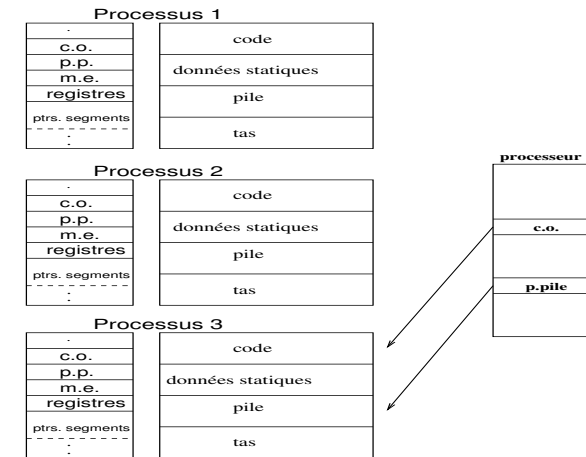 Processus 1
.
c.o.
p.p.
m.e.
registres
ptrs. segments
:
code
données statiques
pile
tas
Processus 2
.
c.o.
p.p.
m.e.
registres
ptrs. segments
:
code
données statiques
pile
tas
Processus 3
.
c.o.
p.p.
m.e.
registres
ptrs. segments
:
code
données statiques
pile
tas
processeur
c.o.
p.pile